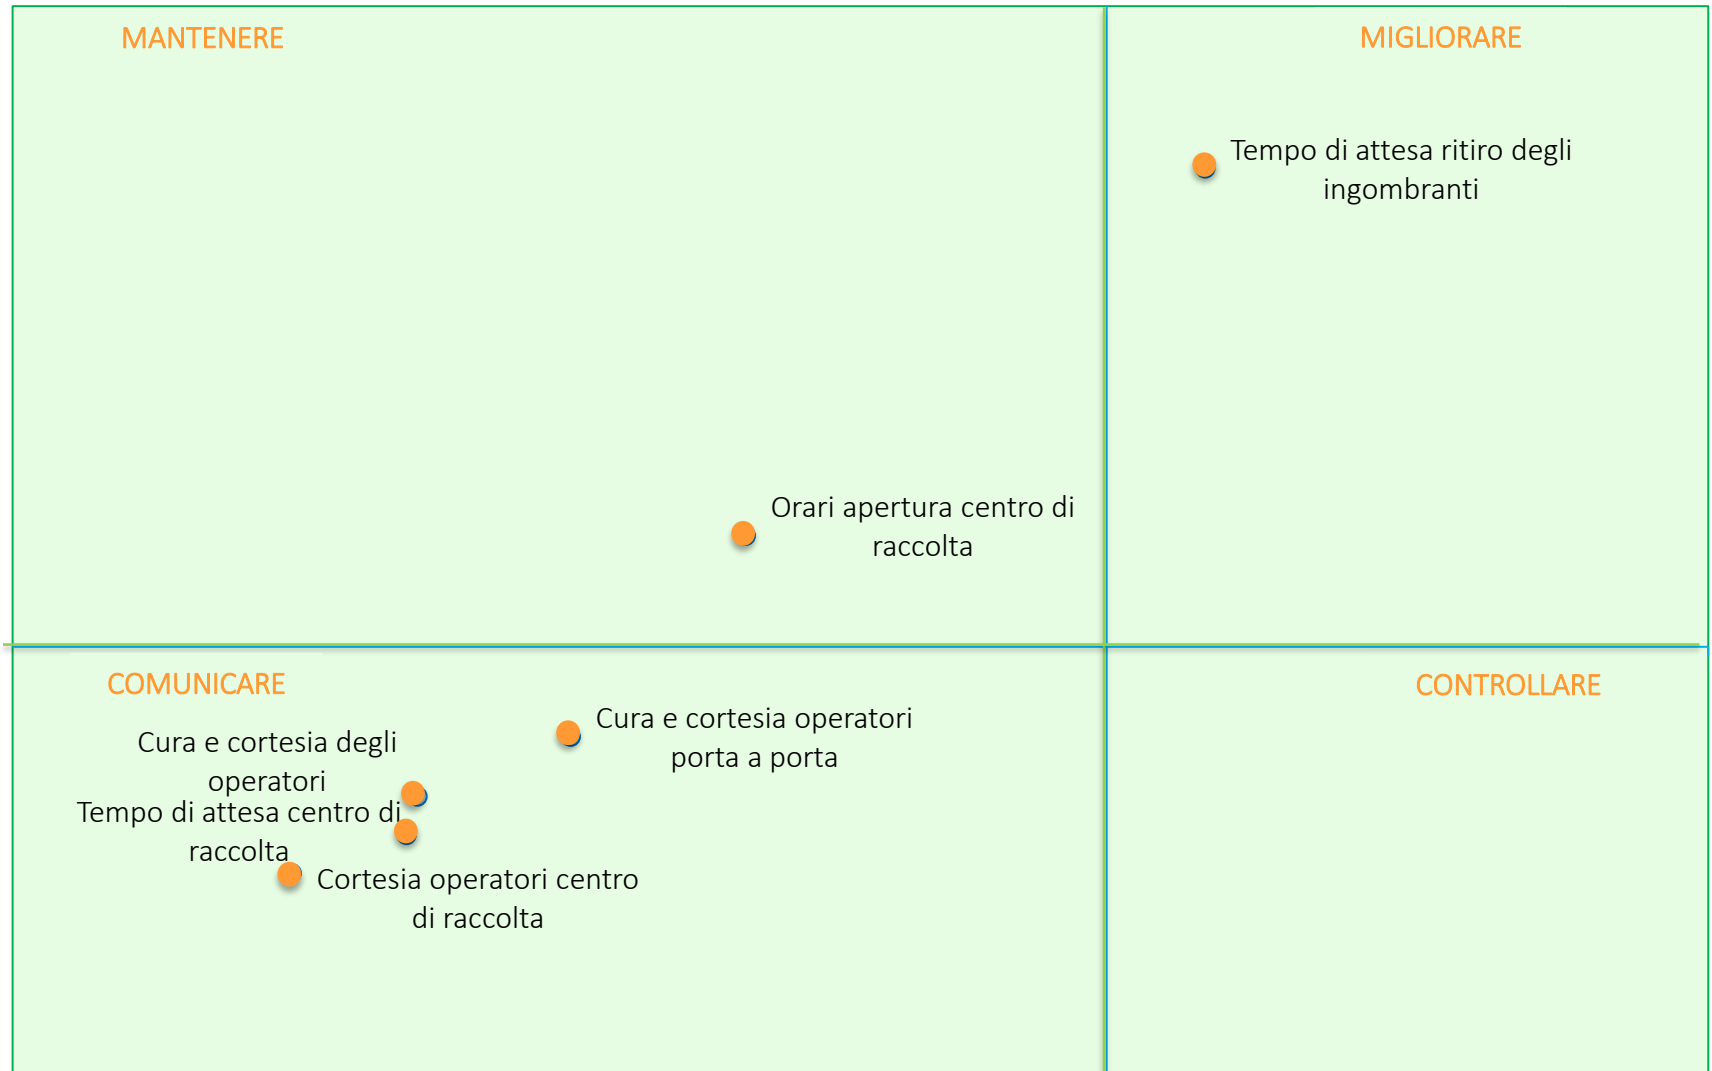 MANTENERE
MIGLIORARE
Tempo di attesa ritiro degli
ingombranti
Orari apertura centro di
raccolta
COMUNICARE
CONTROLLARE
Cura e cortesia operatori
porta a porta
Cura e cortesia degli
operatori
Tempo di attesa centro di
raccolta
Cortesia operatori centro
di raccolta